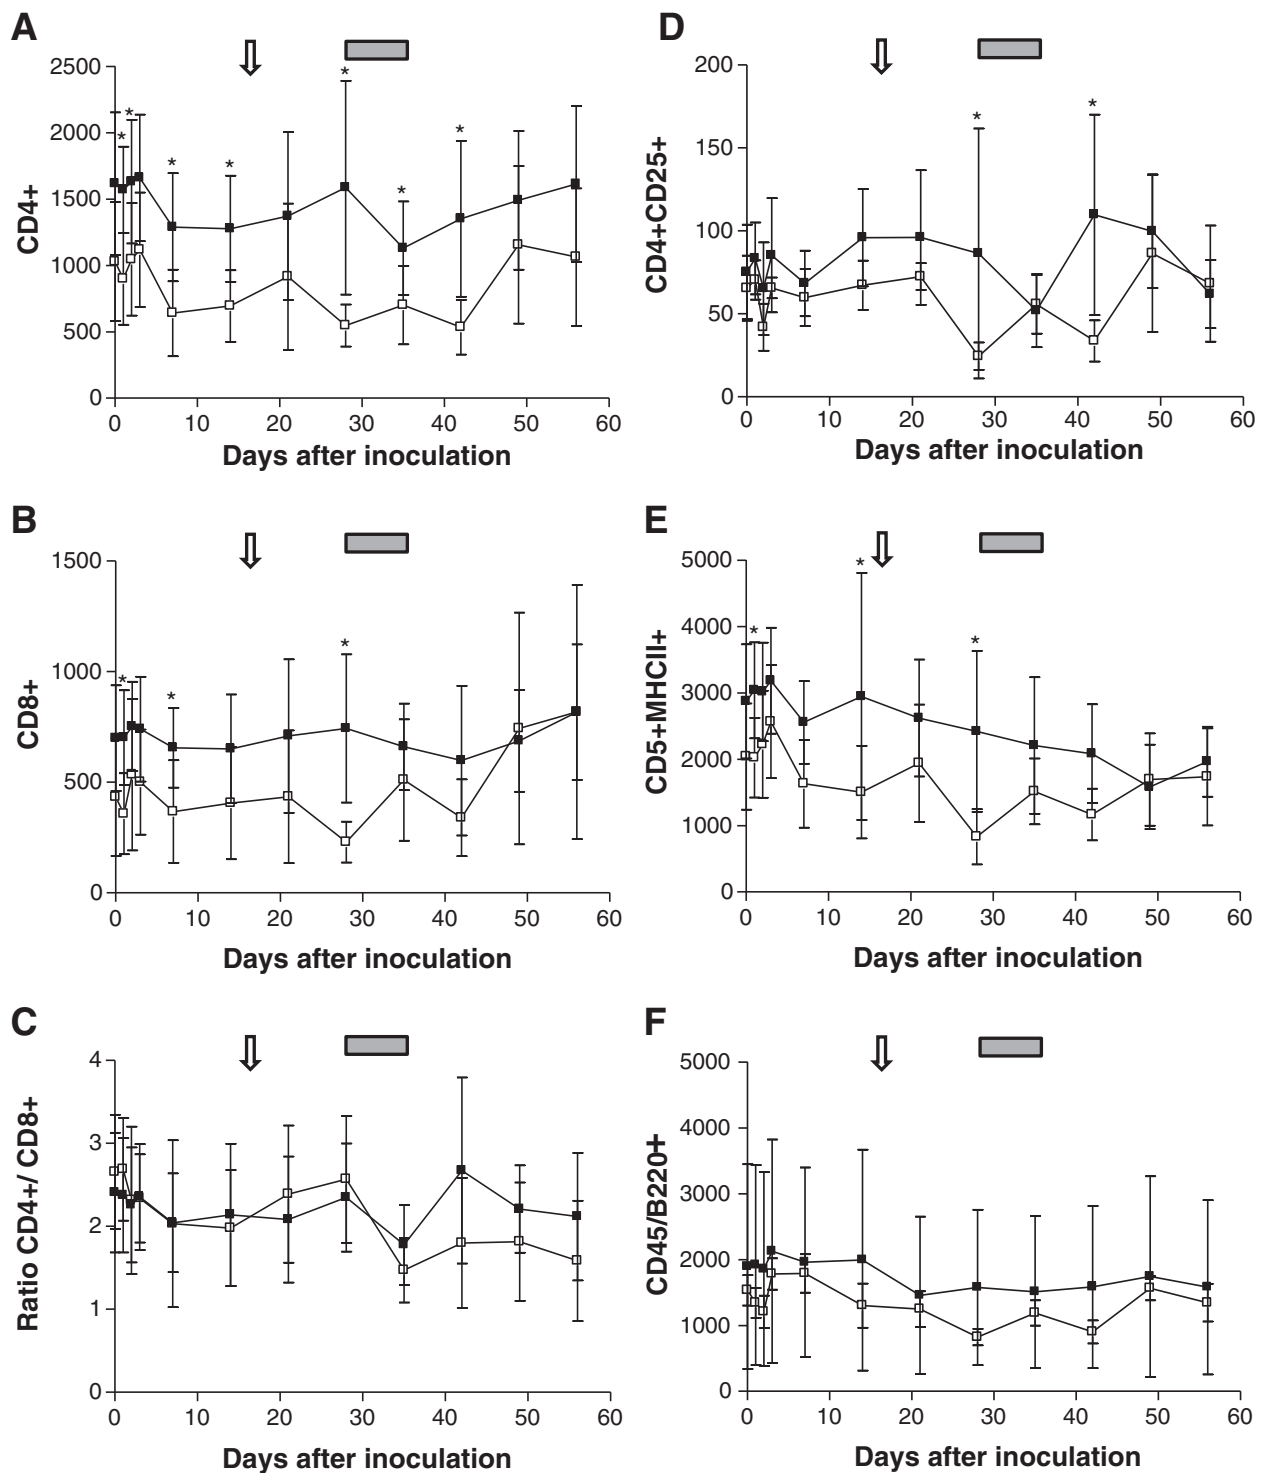 A
*
* * * * * * *
2500
2000
1500
1000
500
0
CD4+
0 10 20 30 40 50 60
Days after inoculation
B
* * *
1500
1000
500
0
CD8+
0 10 20 30 40 50 60
Days after inoculation
C
4
3
2
1
0
Ratio CD4+/ CD8+
0 10 20 30 40 50 60
Days after inoculation
D
* *
200
150
100
50
0
CD4+CD25+
0 10 20 30 40 50 60
Days after inoculation
E
* * *
5000
4000
3000
2000
1000
0
CD5+MHCII+
0 10 20 30 40 50 60
Days after inoculation
F
5000
4000
3000
2000
1000
0
CD45/B220+
0 10 20 30 40 50 60
Days after inoculation